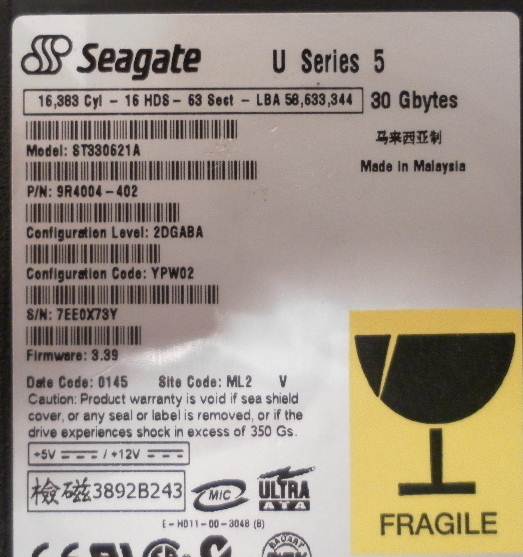 Seagate U Series 5
16,383 Cyl - 16 HDS - 63 Sect - LBA 58,633,344 30 Gbytes
马来西亚制
Model: ST330621A
Made in Malaysia
P/N: 9R4004-402
Configuration Level: 2DGABA
Configuration Code: YPW02
S/N: 7EE0X73Y
Firmware: 3.39
Date Code: 0145 Site Code: ML2 V
Caution: Product warranty is void if sea shield
cover, or any seal or label is removed, or if the
drive experiences shock in excess of 350 Gs.
+5V / +12V
檢磁3892B243 MIC ULTRA
ATA
E-H011-00-3048 (B)
FRAGILE